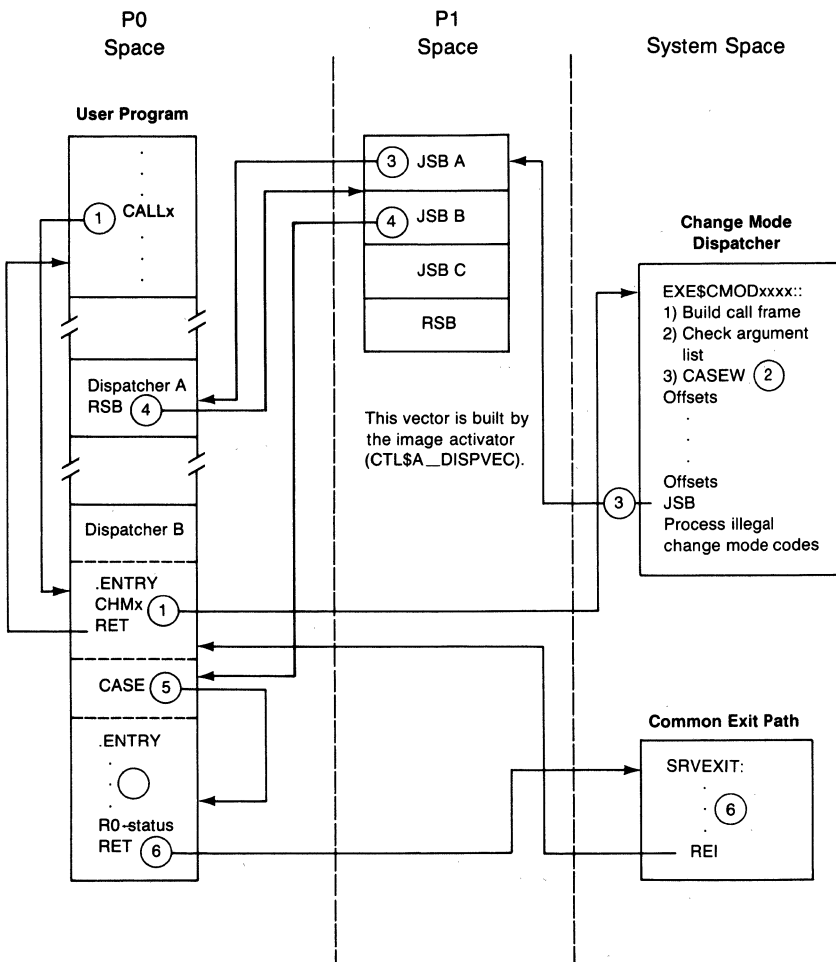 P0
Space
P1
Space
System Space
User Program
1 CALLx
Dispatcher A
RSB 4
Dispatcher B
.ENTRY
CHMx 1
RET
CASE 5
.ENTRY
R0-status
RET 6
3 JSB A
4 JSB B
JSB C
RSB
This vector is built by
the image activator
(CTL$A_DISPVEC).
Change Mode
Dispatcher
EXE$CMODxxxx::
1) Build call frame
2) Check argument
list
3) CASEW 2
Offsets
Offsets
3 JSB
Process illegal
change mode codes
Common Exit Path
SRVEXIT:
6
REI